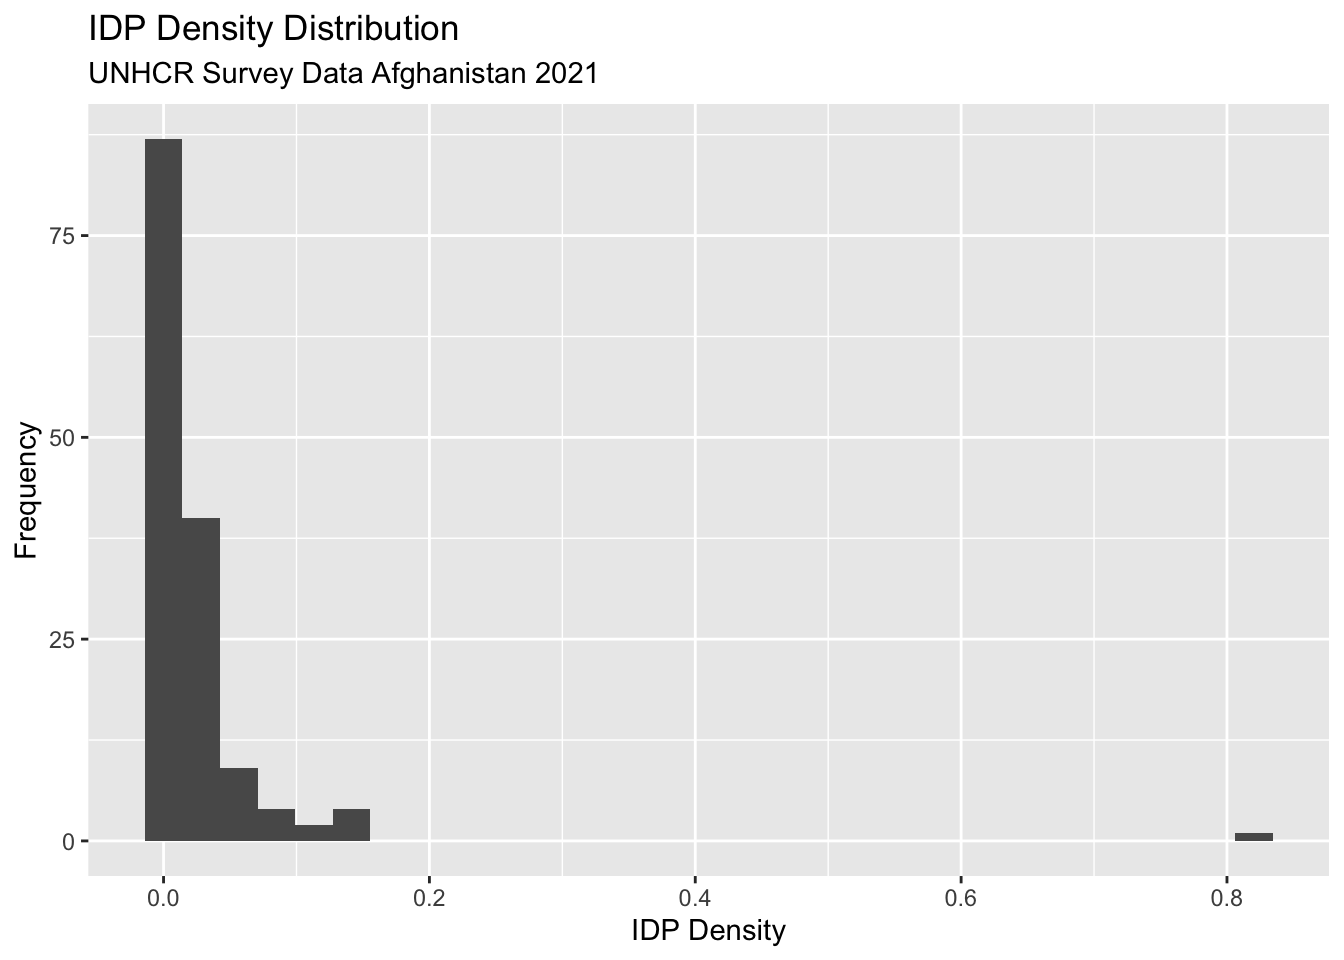 IDP Density Distribution
UNHCR Survey Data Afghanistan 2021
Frequency
75
50
25
0
0.0 0.2 0.4 0.6 0.8
IDP Density